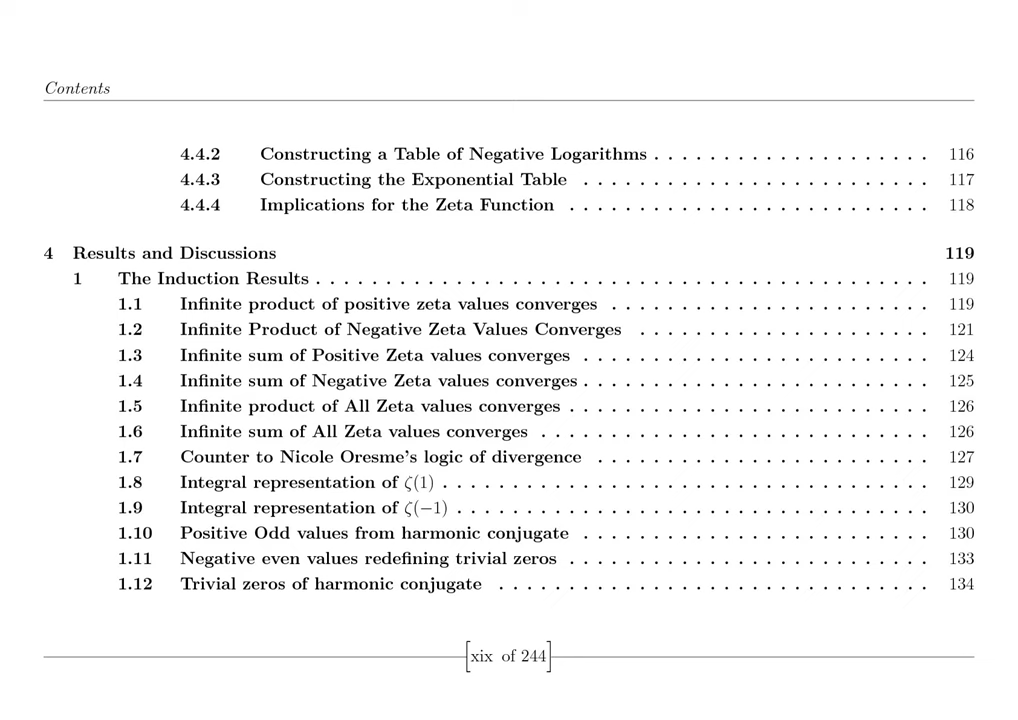 Contents
4.4.2 Constructing a Table of Negative Logarithms . . . . . . . . . . . . . . . . . . . . 116
4.4.3 Constructing the Exponential Table . . . . . . . . . . . . . . . . . . . . . . . . . 117
4.4.4 Implications for the Zeta Function . . . . . . . . . . . . . . . . . . . . . . . . . . 118
4 Results and Discussions 119
1 The Induction Results . . . . . . . . . . . . . . . . . . . . . . . . . . . . . . . . . . . . . . . . . . . . 119
1.1 Infinite product of positive zeta values converges . . . . . . . . . . . . . . . . . . . . . . . 119
1.2 Infinite Product of Negative Zeta Values Converges . . . . . . . . . . . . . . . . . . . . . 121
1.3 Infinite sum of Positive Zeta values converges . . . . . . . . . . . . . . . . . . . . . . . . . 124
1.4 Infinite sum of Negative Zeta values converges . . . . . . . . . . . . . . . . . . . . . . . . . 125
1.5 Infinite product of All Zeta values converges . . . . . . . . . . . . . . . . . . . . . . . . . . 126
1.6 Infinite sum of All Zeta values converges . . . . . . . . . . . . . . . . . . . . . . . . . . . . 126
1.7 Counter to Nicole Oresme's logic of divergence . . . . . . . . . . . . . . . . . . . . . . . . 127
1.8 Integral representation of ζ(1) . . . . . . . . . . . . . . . . . . . . . . . . . . . . . . . . . . . 129
1.9 Integral representation of ζ(−1) . . . . . . . . . . . . . . . . . . . . . . . . . . . . . . . . . . 130
1.10 Positive Odd values from harmonic conjugate . . . . . . . . . . . . . . . . . . . . . . . . . 130
1.11 Negative even values redefining trivial zeros . . . . . . . . . . . . . . . . . . . . . . . . . . 133
1.12 Trivial zeros of harmonic conjugate . . . . . . . . . . . . . . . . . . . . . . . . . . . . . . . 134
[xix of 244]